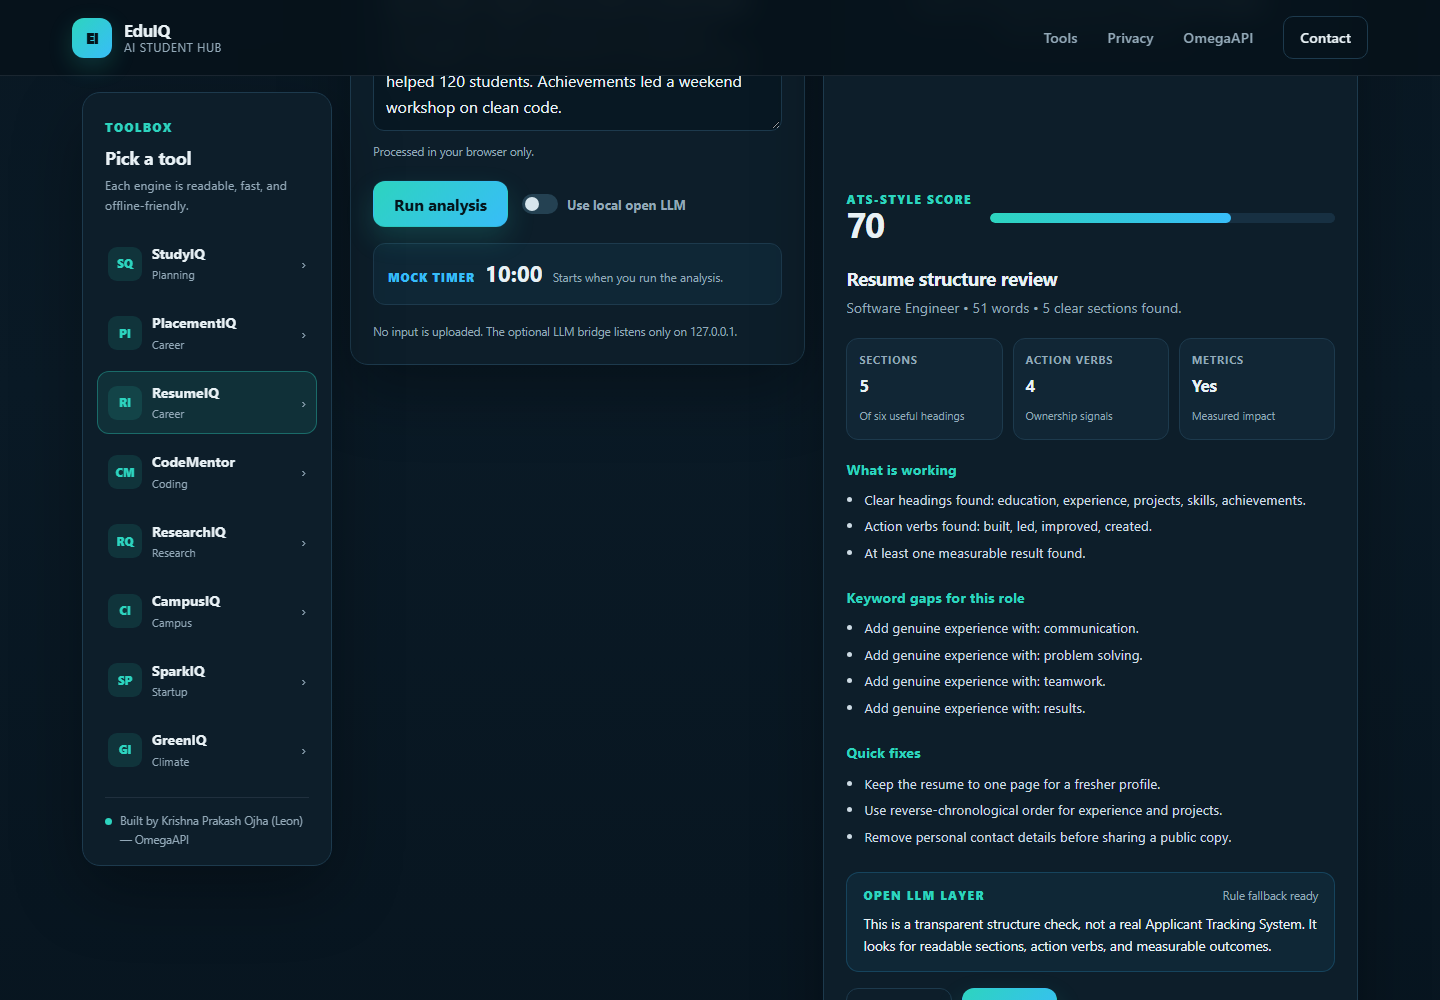 EI
EduIQ
AI STUDENT HUB
Tools
Privacy
OmegaAPI
Contact
TOOLBOX
Pick a tool
Each engine is readable, fast, and
offline-friendly.
SQ
StudyIQ
Planning
›
PI
PlacementIQ
Career
›
RI
ResumeIQ
Career
›
CM
CodeMentor
Coding
›
RQ
ResearchIQ
Research
›
CI
CampusIQ
Campus
›
SP
SparkIQ
Startup
›
GI
GreenIQ
Climate
›
Built by Krishna Prakash Ojha (Leon)
— OmegaAPI
helped 120 students. Achievements led a weekend
workshop on clean code.
Processed in your browser only.
Run analysis
Use local open LLM
MOCK TIMER 10:00 Starts when you run the analysis.
No input is uploaded. The optional LLM bridge listens only on 127.0.0.1.
ATS-STYLE SCORE
70
Resume structure review
Software Engineer • 51 words • 5 clear sections found.
SECTIONS
5
Of six useful headings
ACTION VERBS
4
Ownership signals
METRICS
Yes
Measured impact
What is working
• Clear headings found: education, experience, projects, skills, achievements.
• Action verbs found: built, led, improved, created.
• At least one measurable result found.
Keyword gaps for this role
• Add genuine experience with: communication.
• Add genuine experience with: problem solving.
• Add genuine experience with: teamwork.
• Add genuine experience with: results.
Quick fixes
• Keep the resume to one page for a fresher profile.
• Use reverse-chronological order for experience and projects.
• Remove personal contact details before sharing a public copy.
OPEN LLM LAYER
Rule fallback ready
This is a transparent structure check, not a real Applicant Tracking System. It
looks for readable sections, action verbs, and measurable outcomes.